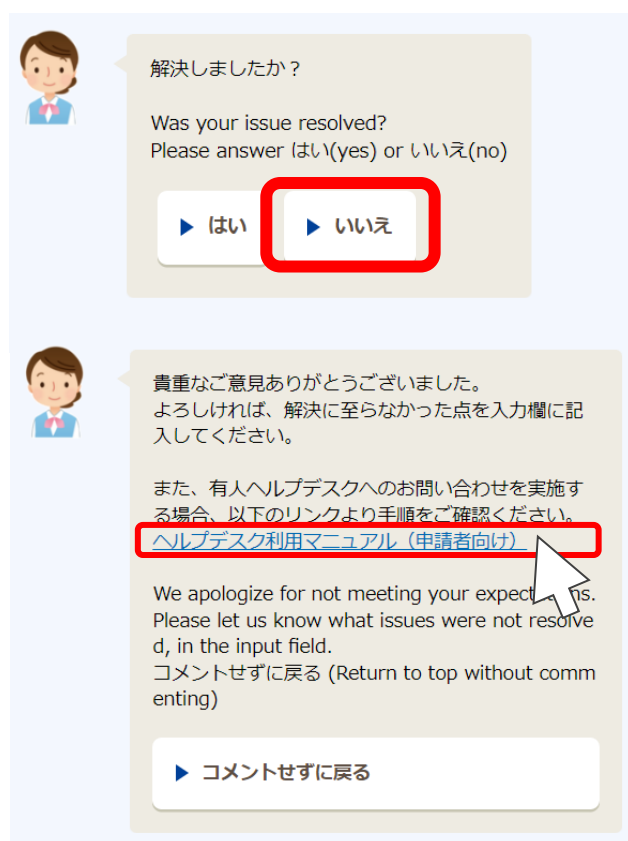 解決しましたか？
Was your issue resolved?
Please answer はい(yes) or いいえ(no)
はい
いいえ
貴重なご意見ありがとうございました。
よろしければ、解決に至らなかった点を入力欄に記
入してください。
また、有人ヘルプデスクへのお問い合わせを実施す
る場合、以下のリンクより手順をご確認ください。
ヘルプデスク利用マニュアル（申請者向け）
We apologize for not meeting your expectations.
Please let us know what issues were not resolve
d, in the input field.
コメントせずに戻る (Return to top without comm
enting)
コメントせずに戻る